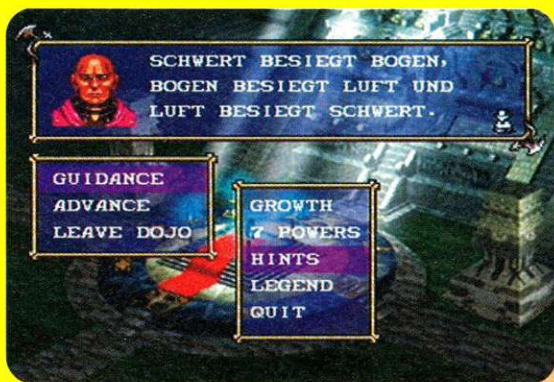 SCHWERT BESIEGT BOGEN,
BOGEN BESIEGT LUFT UND
LUFT BESIEGT SCHWERT.
GUIDANCE
ADVANCE
LEAVE DOJO
GROWTH
7 POWERS
HINTS
LEGEND
QUIT